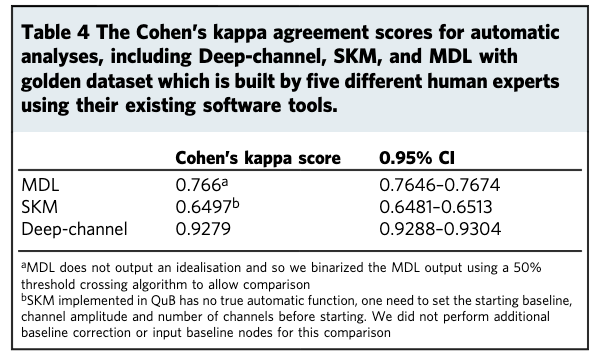 Table 4 The Cohen's kappa agreement scores for automatic
analyses, including Deep-channel, SKM, and MDL with
golden dataset which is built by five different human experts
using their existing software tools.
Cohen's kappa score 0.95% CI
MDL 0.766a 0.7646–0.7674
SKM 0.6497b 0.6481–0.6513
Deep-channel 0.9279 0.9288–0.9304
aMDL does not output an idealisation and so we binarized the MDL output using a 50%
threshold crossing algorithm to allow comparison
bSKM implemented in QuB has no true automatic function, one need to set the starting baseline,
channel amplitude and number of channels before starting. We did not perform additional
baseline correction or input baseline nodes for this comparison